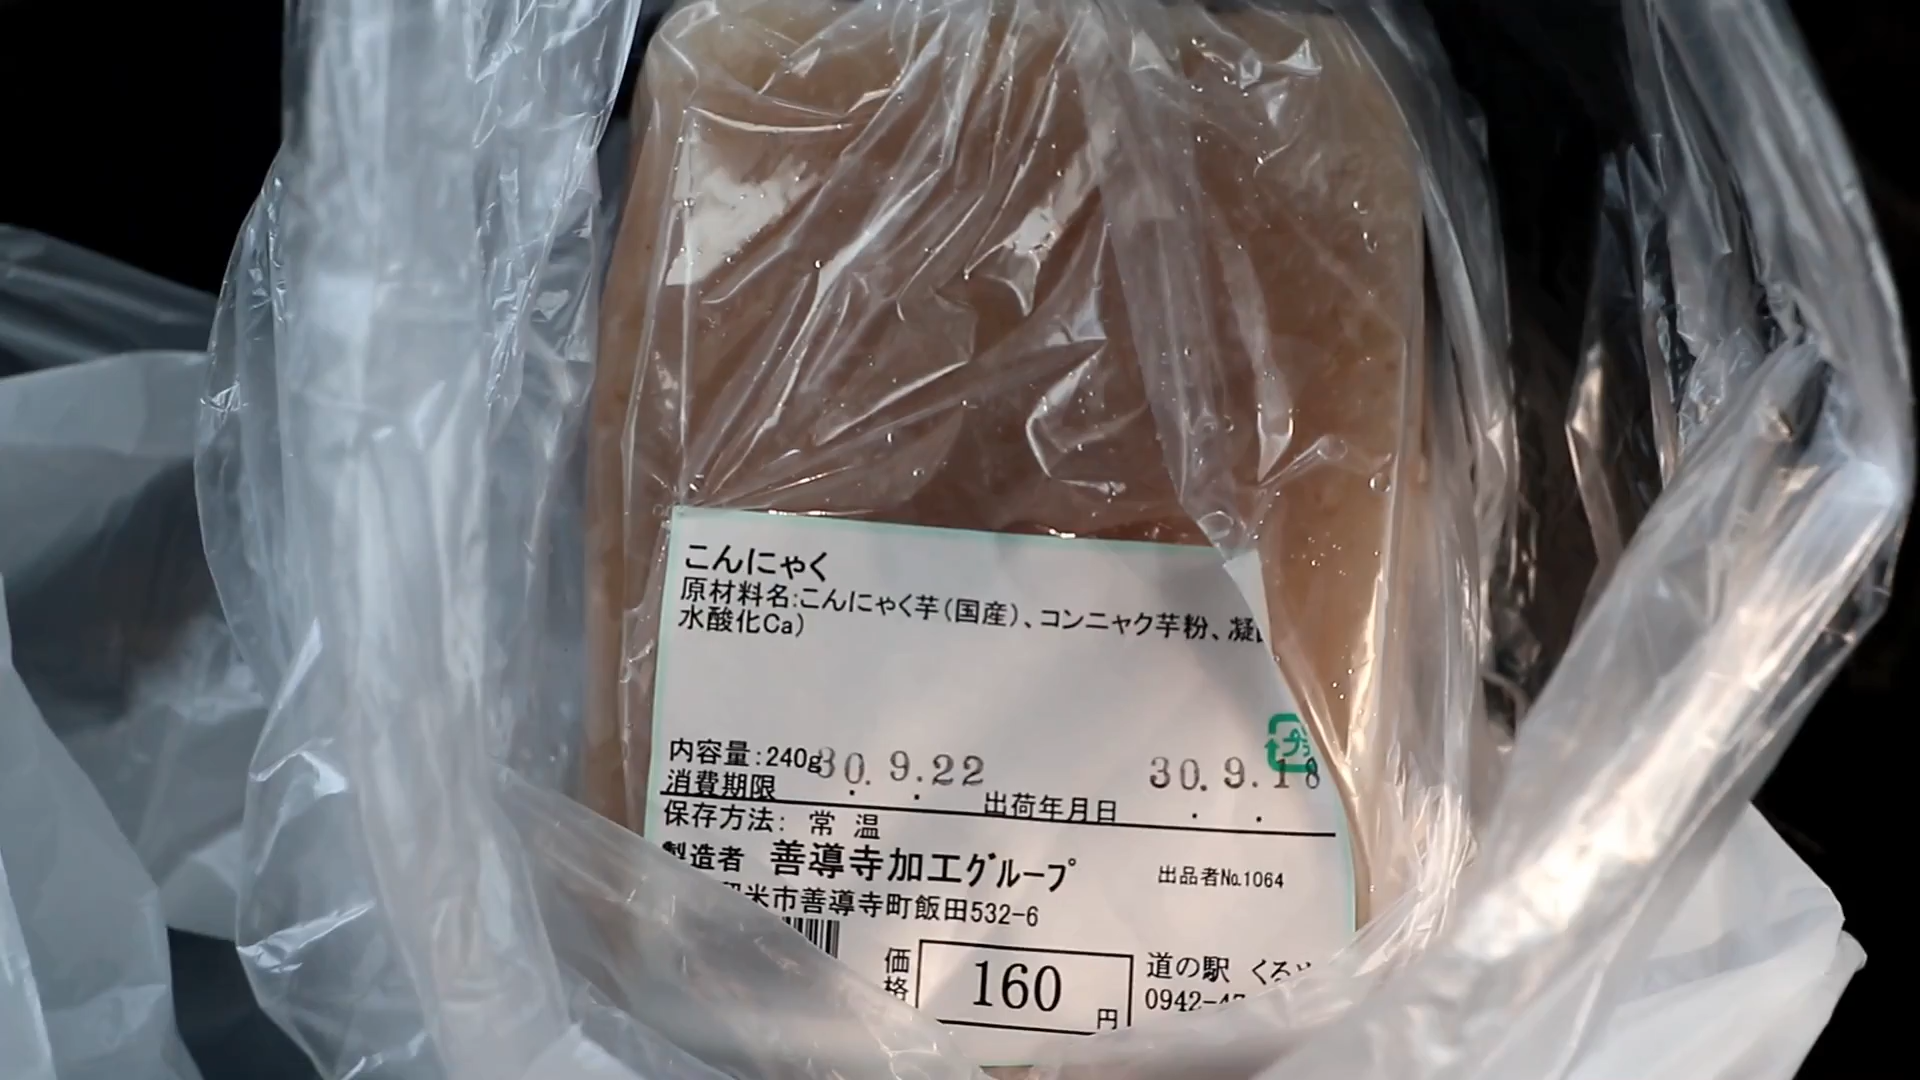 こんにゃく
原材料名:こんにゃく芋(国産)、コンニャク芋粉、凝
水酸化Ca)
プラ
内容量:240g
30.9.22
30.9.18
消費期限
出荷年月日
保存方法: 常 温
製造者 善導寺加工グループ
出品者No.1064
留米市善導寺町飯田532-6
価格 160 円
道の駅 くる
0942-4